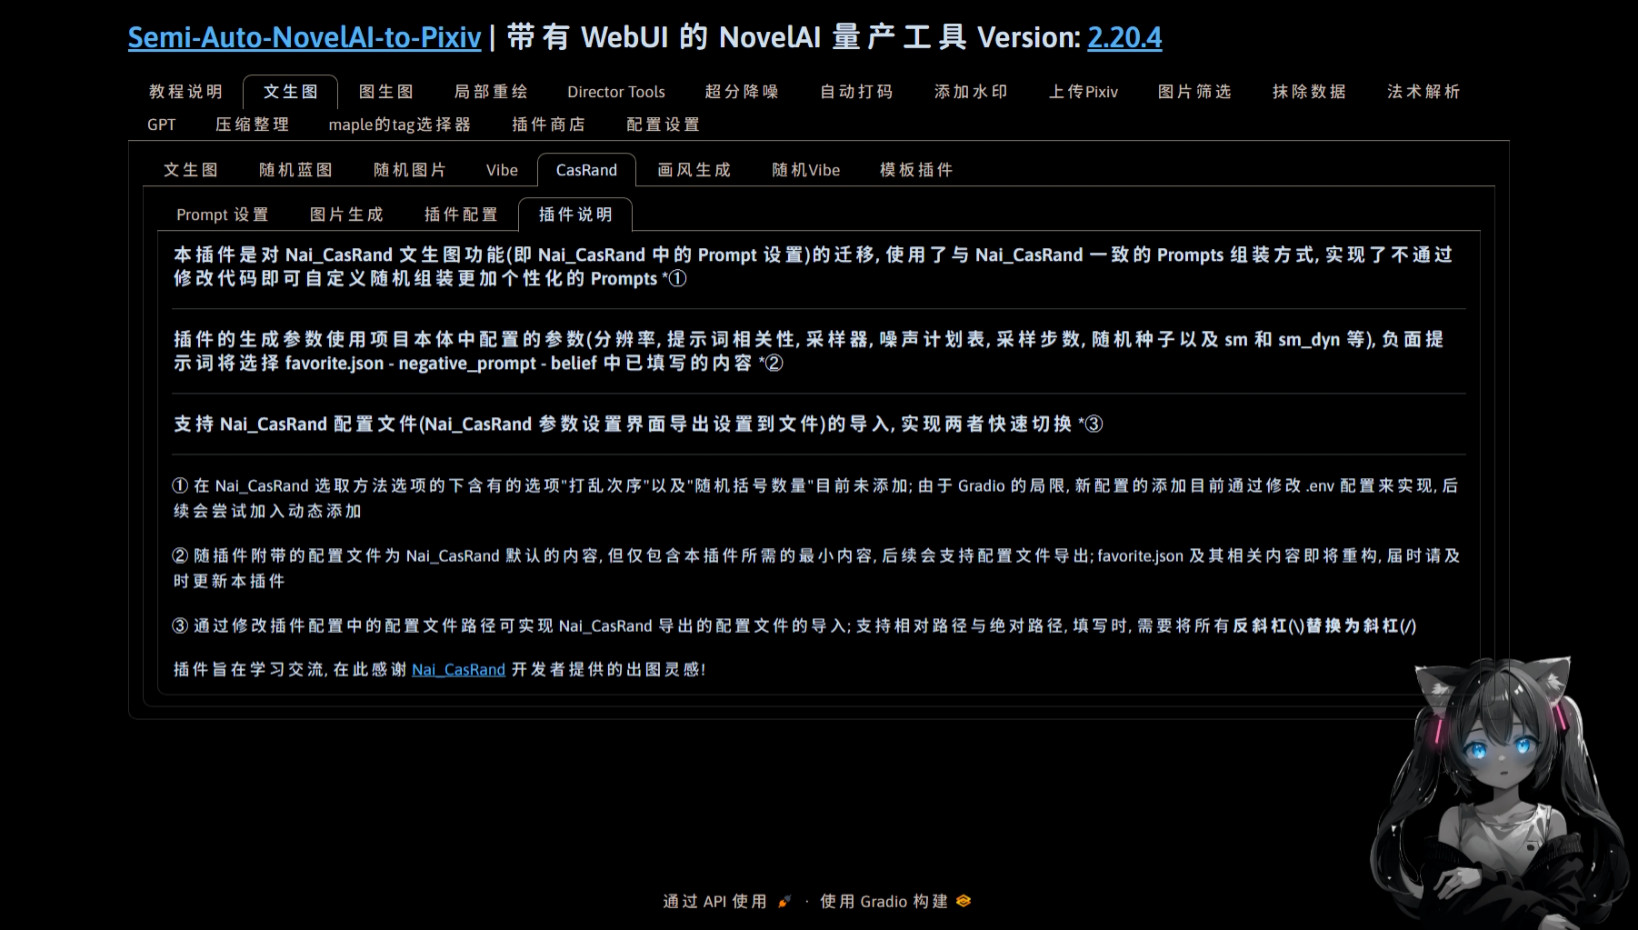 Semi-Auto-NovelAI-to-Pixiv | 带有 WebUI 的 NovelAI 量产工具 Version: 2.20.4
教程说明 文生图 图生图 局部重绘 Director Tools 超分降噪 自动打码 添加水印 上传Pixiv 图片筛选 抹除数据 法术解析
GPT 压缩整理 maple的tag选择器 插件商店 配置设置
文生图 随机蓝图 随机图片 Vibe CasRand 画风生成 随机Vibe 模板插件
Prompt 设置 图片生成 插件配置 插件说明
本插件是对 Nai_CasRand 文生图功能(即 Nai_CasRand 中的 Prompt 设置)的迁移, 使用了与 Nai_CasRand 一致的 Prompts 组装方式, 实现了不通过
修改代码即可自定义随机组装更加个性化的 Prompts *①
插件的生成参数使用项目本体中配置的参数(分辨率, 提示词相关性, 采样器, 噪声计划表, 采样步数, 随机种子以及 sm 和 sm_dyn 等), 负面提
示词将选择 favorite.json - negative_prompt - belief 中已填写的内容 *②
支持 Nai_CasRand 配置文件(Nai_CasRand 参数设置界面导出设置到文件)的导入, 实现两者快速切换 *③
① 在 Nai_CasRand 选取方法选项的下含有的选项"打乱次序"以及"随机括号数量"目前未添加; 由于 Gradio 的局限, 新配置的添加目前通过修改 .env 配置来实现, 后
续会尝试加入动态添加
② 随插件附带的配置文件为 Nai_CasRand 默认的内容, 但仅包含本插件所需的最小内容, 后续会支持配置文件导出; favorite.json 及其相关内容即将重构, 届时请及
时更新本插件
③ 通过修改插件配置中的配置文件路径可实现 Nai_CasRand 导出的配置文件的导入; 支持相对路径与绝对路径, 填写时, 需要将所有反斜杠(\)替换为斜杠(/)
插件旨在学习交流, 在此感谢 Nai_CasRand 开发者提供的出图灵感!
通过 API 使用 · 使用 Gradio 构建